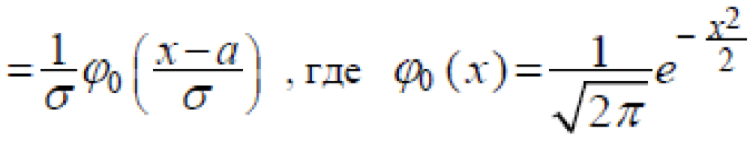 = 1/σ φ₀ ( (x − a)/σ ) , где φ₀ (x) = 1/√(2π) e^(− x²/2)